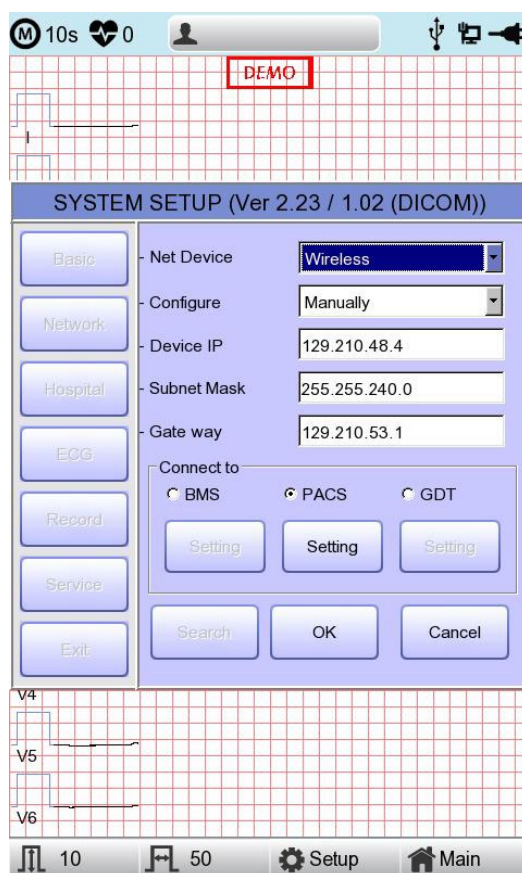 M 10s 0
DEMO
I
SYSTEM SETUP (Ver 2.23 / 1.02 (DICOM))
Basic
Network
Hospital
ECG
Record
Service
Exit
- Net Device Wireless
- Configure Manually
- Device IP 129.210.48.4
- Subnet Mask 255.255.240.0
- Gate way 129.210.53.1
Connect to
BMS PACS GDT
Setting Setting Setting
Search OK Cancel
V4
V5
V6
10 50 Setup Main